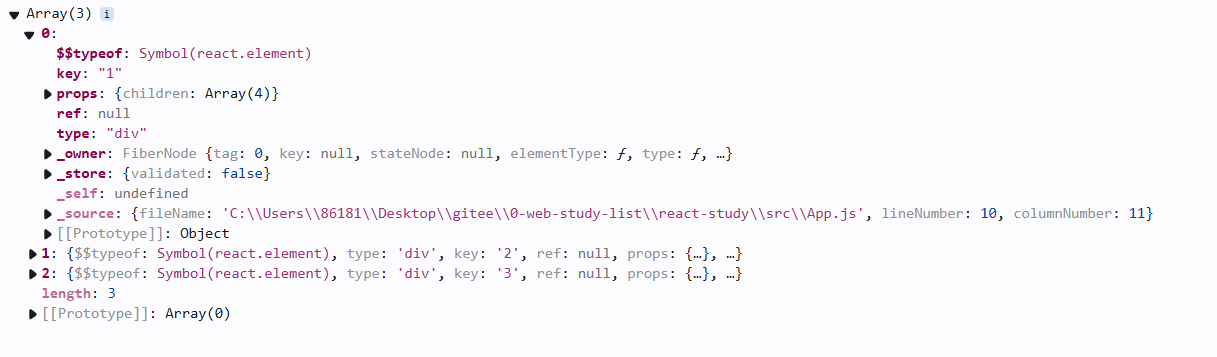 Array(3) i
0:
$$typeof: Symbol(react.element)
key: "1"
props: {children: Array(4)}
ref: null
type: "div"
_owner: FiberNode {tag: 0, key: null, stateNode: null, elementType: ƒ, type: ƒ, …}
_store: {validated: false}
_self: undefined
_source: {fileName: 'C:\\Users\\86181\\Desktop\\gitee\\0-web-study-list\\react-study\\src\\App.js', lineNumber: 10, columnNumber: 11}
[[Prototype]]: Object
1: {$$typeof: Symbol(react.element), type: 'div', key: '2', ref: null, props: {…}, …}
2: {$$typeof: Symbol(react.element), type: 'div', key: '3', ref: null, props: {…}, …}
length: 3
[[Prototype]]: Array(0)